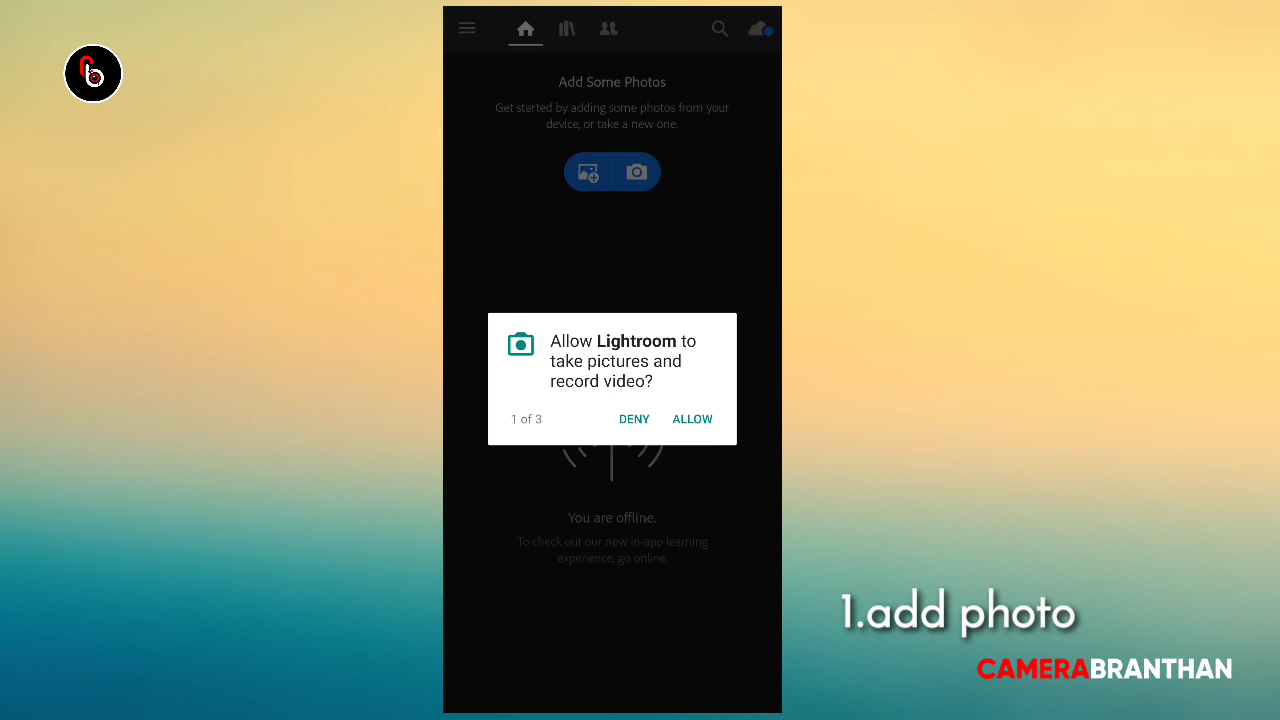 Add Some Photos
Get started by adding some photos from your
device, or take a new one.
Allow Lightroom to
take pictures and
record video?
1 of 3
DENY
ALLOW
You are offline.
To check out our new in-app learning
experience, go online.
1.add photo
CAMERABRANTHAN